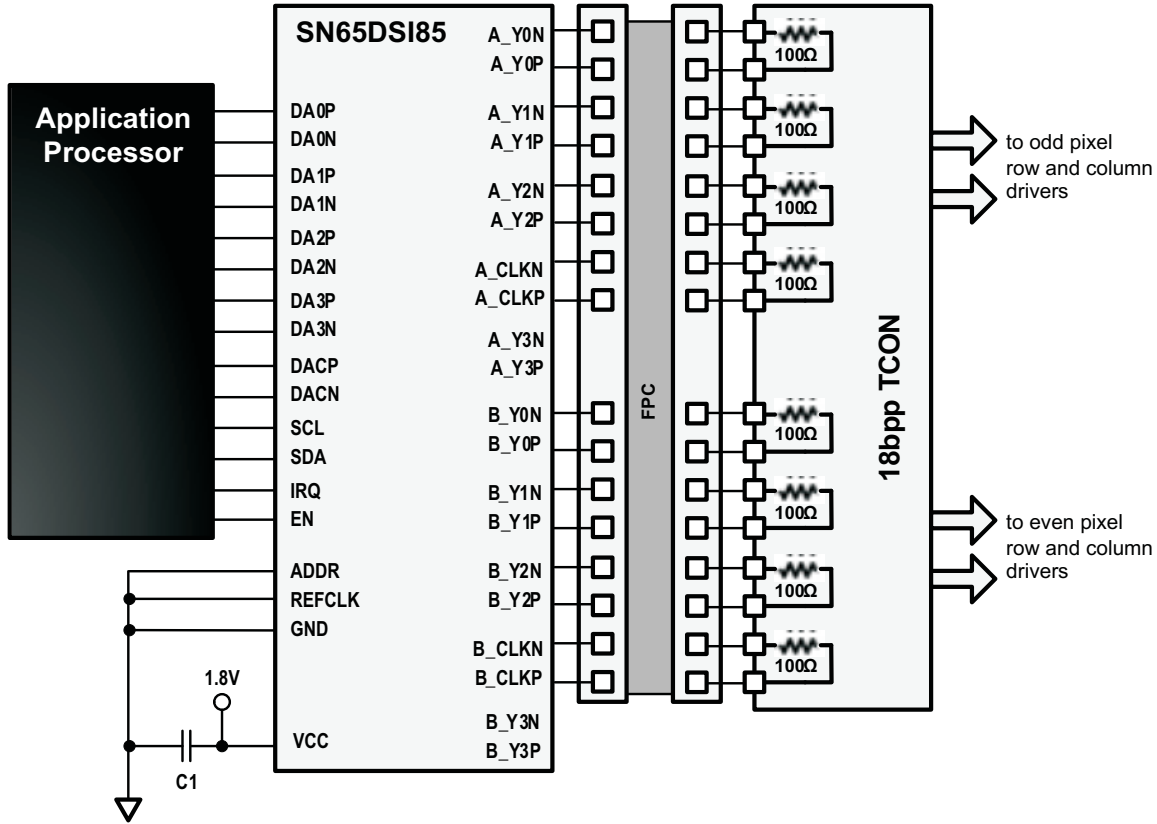 SN65DSI85
Application
Processor
DA0P
DA0N
DA1P
DA1N
DA2P
DA2N
DA3P
DA3N
DACP
DACN
SCL
SDA
IRQ
EN
ADDR
REFCLK
GND
1.8V
VCC
C1
A_Y0N
A_Y0P
A_Y1N
A_Y1P
A_Y2N
A_Y2P
A_CLKN
A_CLKP
A_Y3N
A_Y3P
B_Y0N
B_Y0P
B_Y1N
B_Y1P
B_Y2N
B_Y2P
B_CLKN
B_CLKP
B_Y3N
B_Y3P
FPC
100Ω
100Ω
100Ω
100Ω
100Ω
100Ω
100Ω
100Ω
18bpp TCON
to odd pixel
row and column
drivers
to even pixel
row and column
drivers